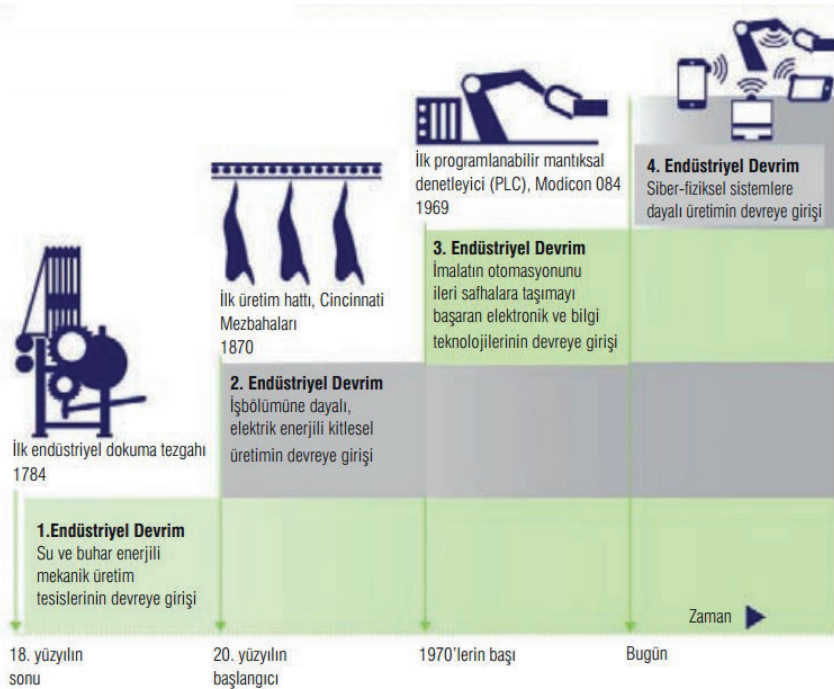 İlk endüstriyel dokuma tezgahı
1784
1.Endüstriyel Devrim
Su ve buhar enerjili
mekanik üretim
tesislerinin devreye girişi
18. yüzyılın
sonu
İlk üretim hattı, Cincinnati
Mezbahaları
1870
2. Endüstriyel Devrim
İşbölümüne dayalı,
elektrik enerjili kitlesel
üretimin devreye girişi
20. yüzyılın
başlangıcı
İlk programlanabilir mantıksal
denetleyici (PLC), Modicon 084
1969
3. Endüstriyel Devrim
İmalatın otomasyonunu
ileri safhalara taşımayı
başaran elektronik ve bilgi
teknolojilerinin devreye girişi
1970'lerin başı
4. Endüstriyel Devrim
Siber-fiziksel sistemlere
dayalı üretimin devreye girişi
Zaman
Bugün